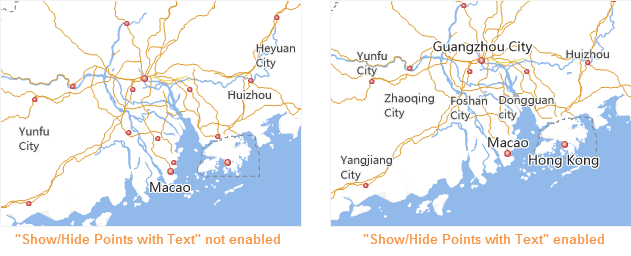 Heyuan
City
Huizhou
Yunfu
City
Macao
"Show/Hide Points with Text" not enabled
Guangzhou City
Yunfu
City
Huizhou
Zhaoqing
City
Foshan
City
Dongguan
city
Macao
Hong Kong
Yangjiang
City
"Show/Hide Points with Text" enabled